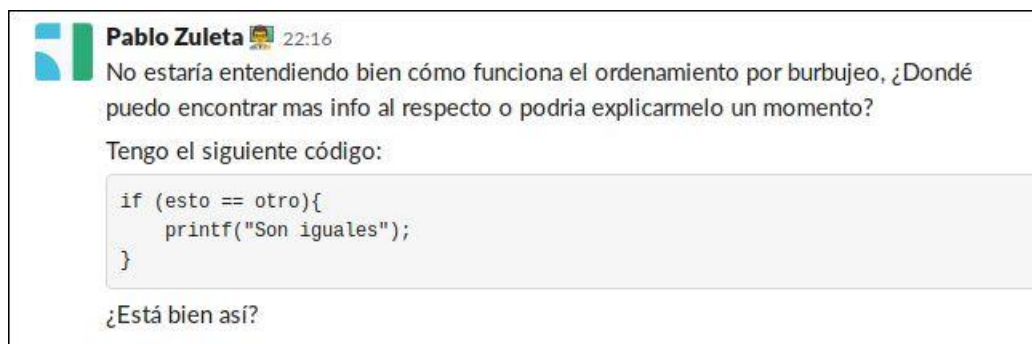 Pablo Zuleta 22:16
No estaría entendiendo bien cómo funciona el ordenamiento por burbujeo, ¿Dondé
puedo encontrar mas info al respecto o podria explicarmelo un momento?
Tengo el siguiente código:
if (esto == otro){
    printf("Son iguales");
}
¿Está bien así?